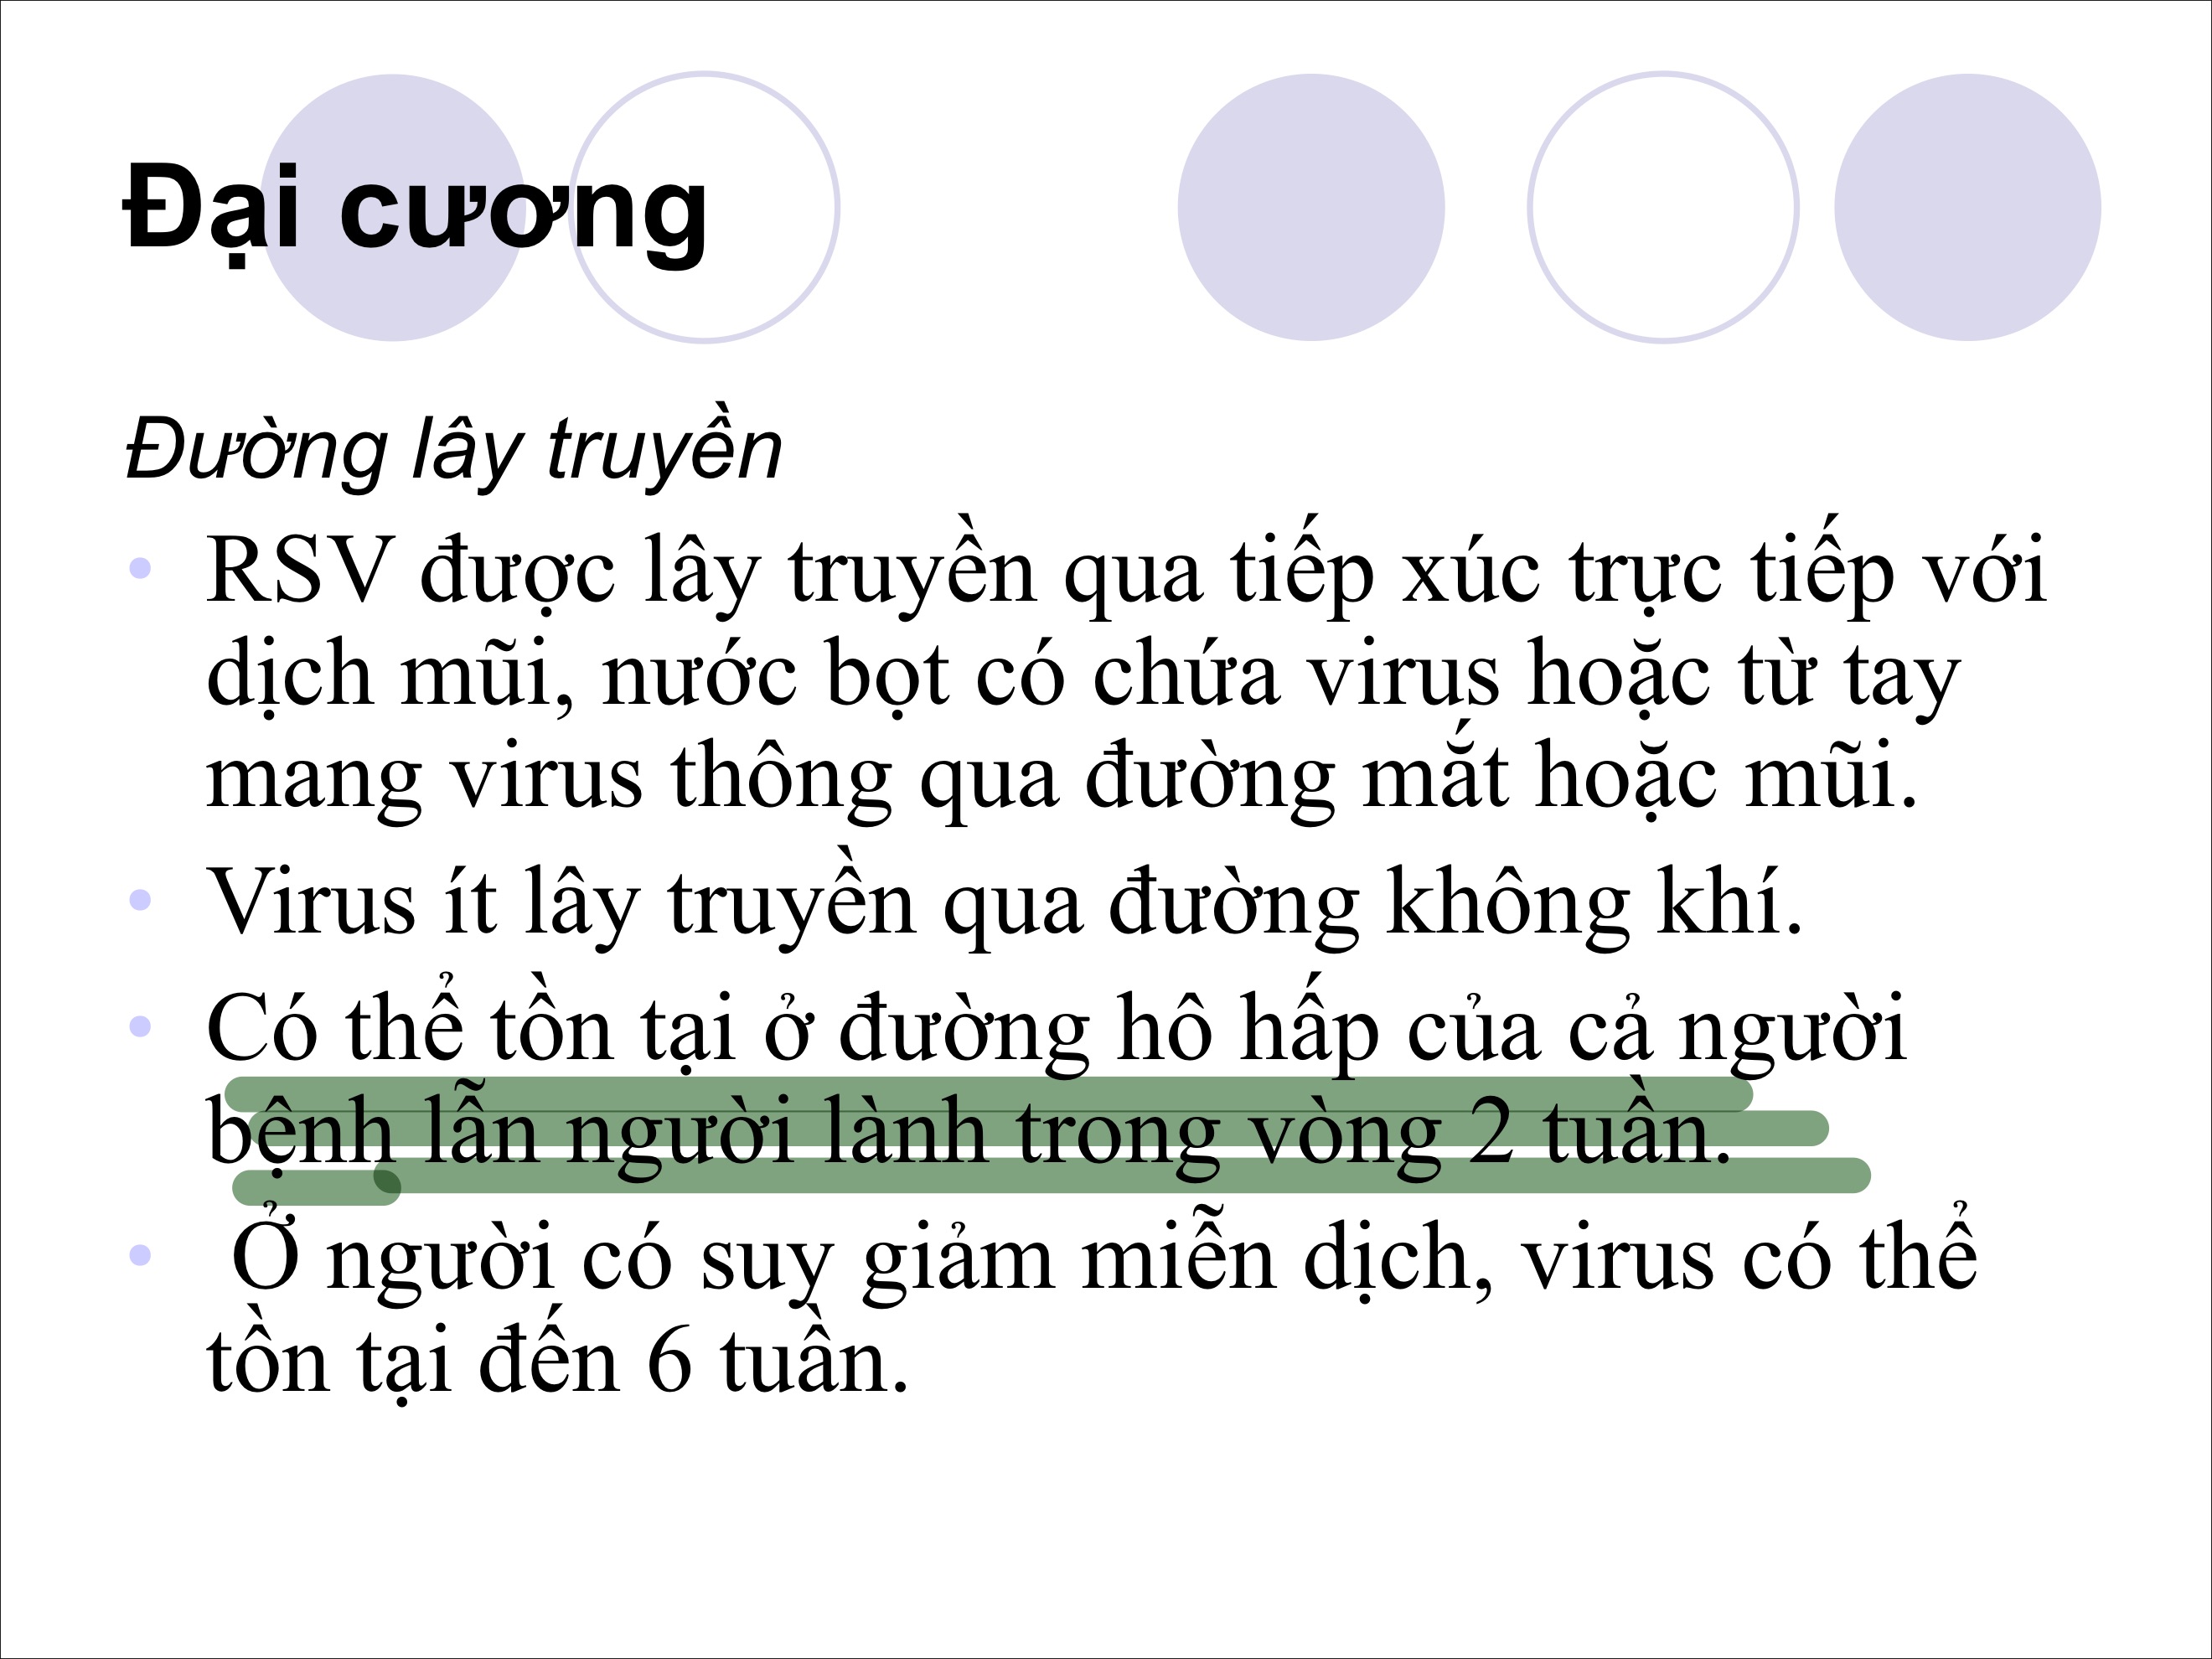 Đại cương
Đường lây truyền
• RSV được lây truyền qua tiếp xúc trực tiếp với
dịch mũi, nước bọt có chứa virus hoặc từ tay
mang virus thông qua đường mắt hoặc mũi.
• Virus ít lây truyền qua đường không khí.
• Có thể tồn tại ở đường hô hấp của cả người
bệnh lẫn người lành trong vòng 2 tuần.
• Ở người có suy giảm miễn dịch, virus có thể
tồn tại đến 6 tuần.